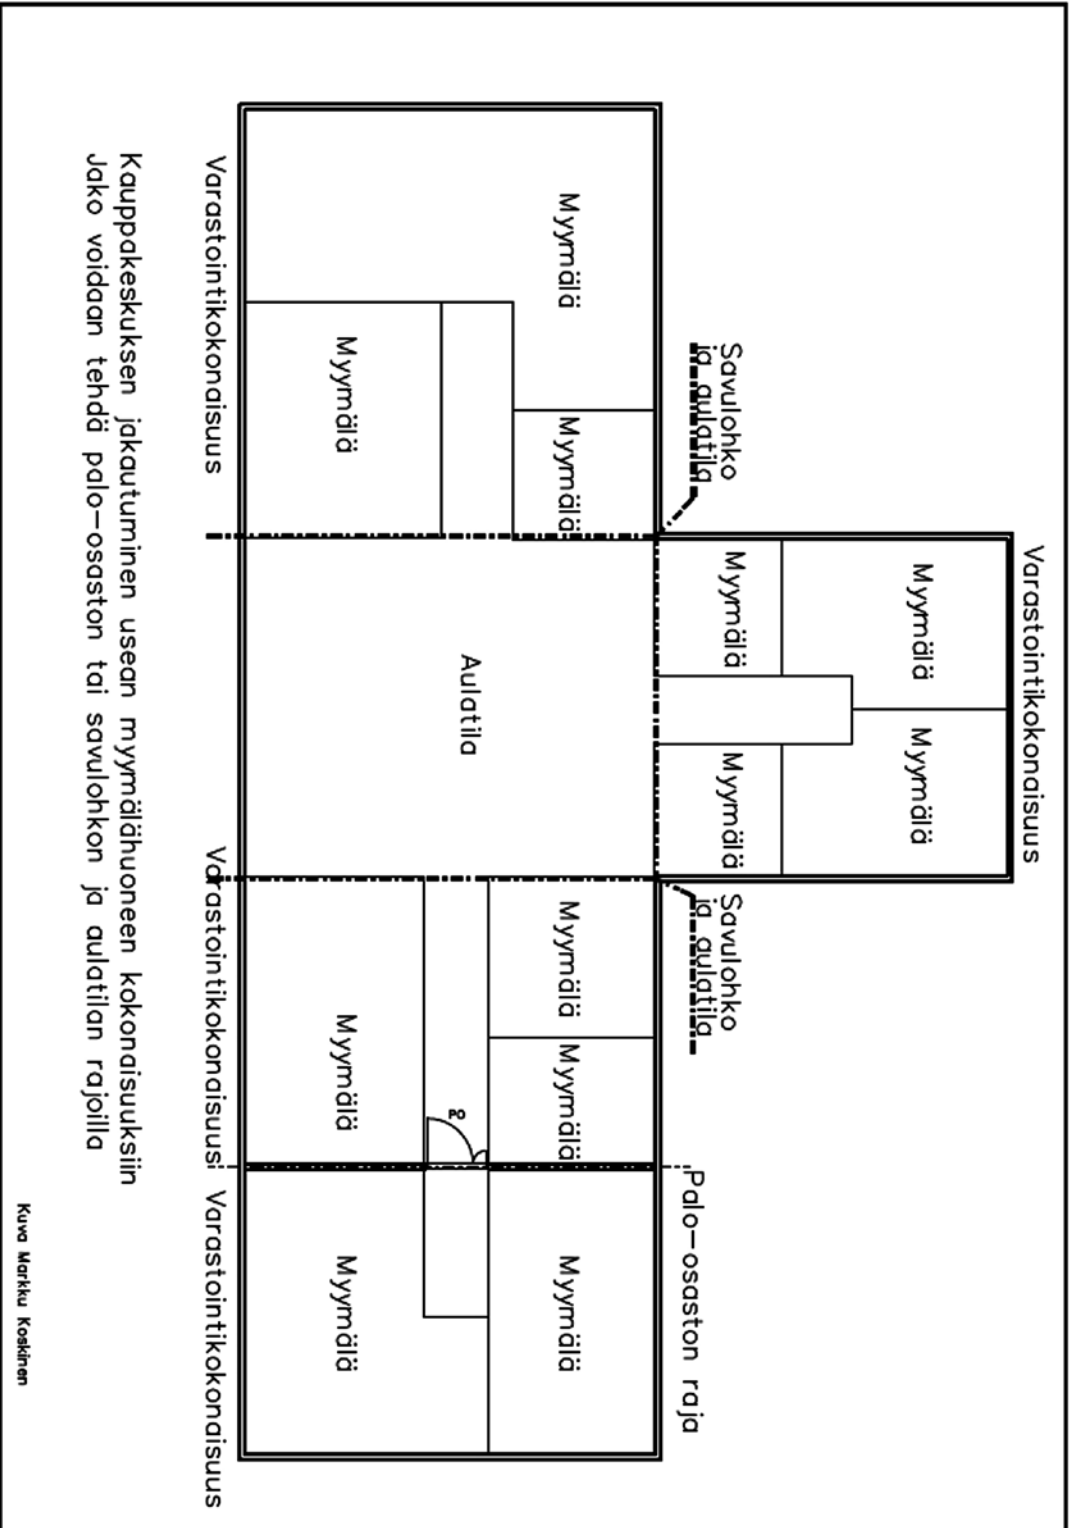 Varastointikokonaisuus
Myymälä
Myymälä
Savulohko
ja aulatila
Myymälä
Myymälä
Savulohko
ja aulatila
Palo-osaston raja
Myymälä
Myymälä
Myymälä
Myymälä
Myymälä
Aulatila
PO
Myymälä
Myymälä
Myymälä
Varastointikokonaisuus
Varastointikokonaisuus
Varastointikokonaisuus
Kauppakeskuksen jakautuminen usean myymälähuoneen kokonaisuuksiin
Jako voidaan tehdä palo-osaston tai savulohkon ja aulatilan rajoilla
Kuva Markku Koskinen